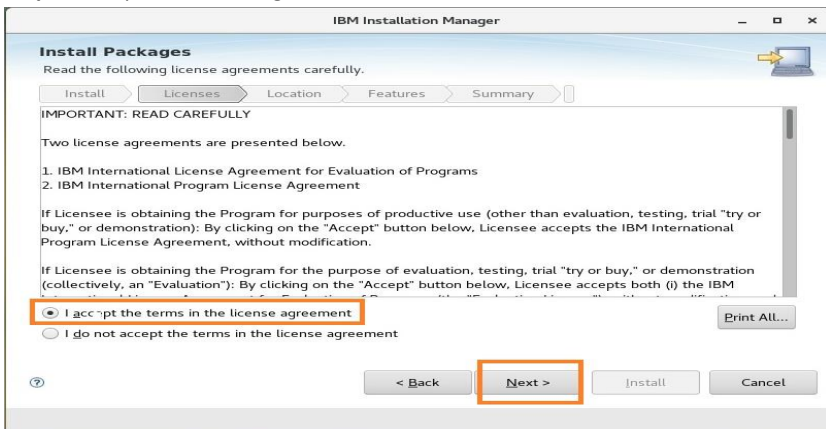 IBM Installation Manager
Install Packages
Read the following license agreements carefully.
Install Licenses Location Features Summary
IMPORTANT: READ CAREFULLY
Two license agreements are presented below.
1. IBM International License Agreement for Evaluation of Programs
2. IBM International Program License Agreement
If Licensee is obtaining the Program for purposes of productive use (other than evaluation, testing, trial "try or
buy," or demonstration): By clicking on the "Accept" button below, Licensee accepts the IBM International
Program License Agreement, without modification.
If Licensee is obtaining the Program for the purpose of evaluation, testing, trial "try or buy," or demonstration
(collectively, an "Evaluation"): By clicking on the "Accept" button below, Licensee accepts both (i) the IBM
I accept the terms in the license agreement
Print All...
I do not accept the terms in the license agreement
?
< Back Next > Install Cancel